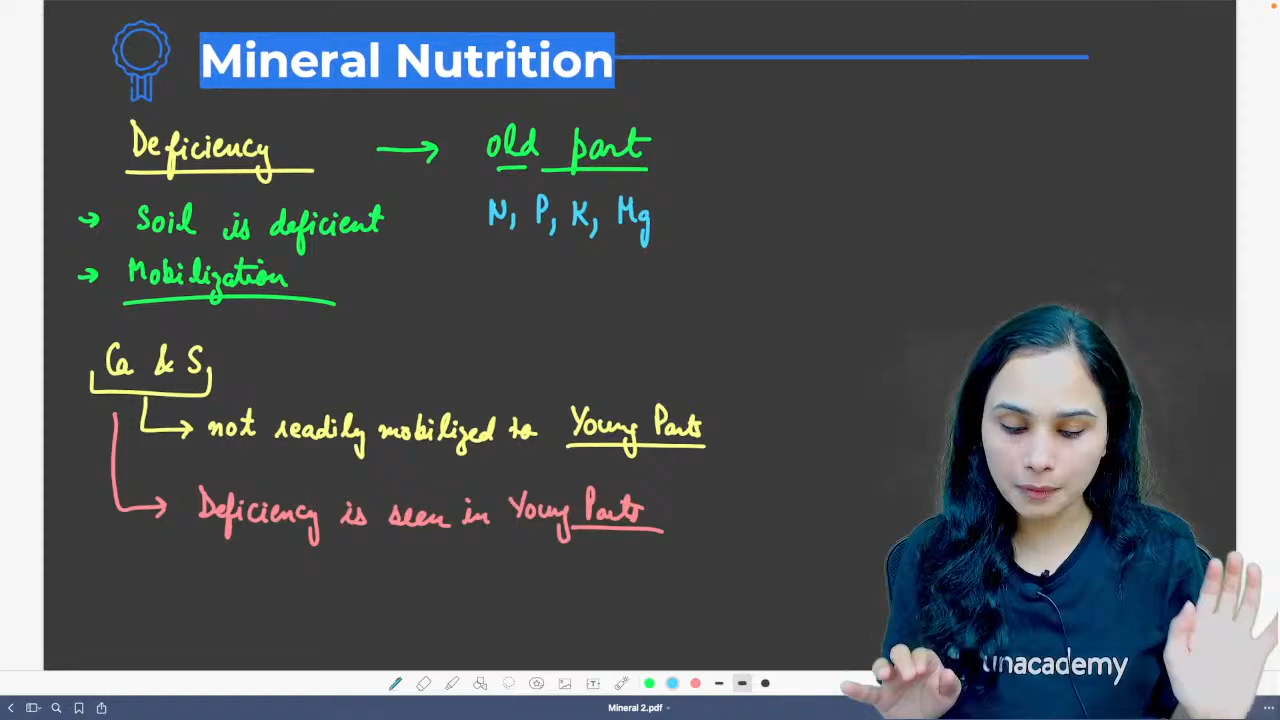 Mineral Nutrition
Deficiency → old part
→ Soil is deficient N, P, K, Mg
→ Mobilization
Ca & S
→ not readily mobilized to Young Parts
→ Deficiency is seen in Young Parts
unacademy
Mineral 2.pdf